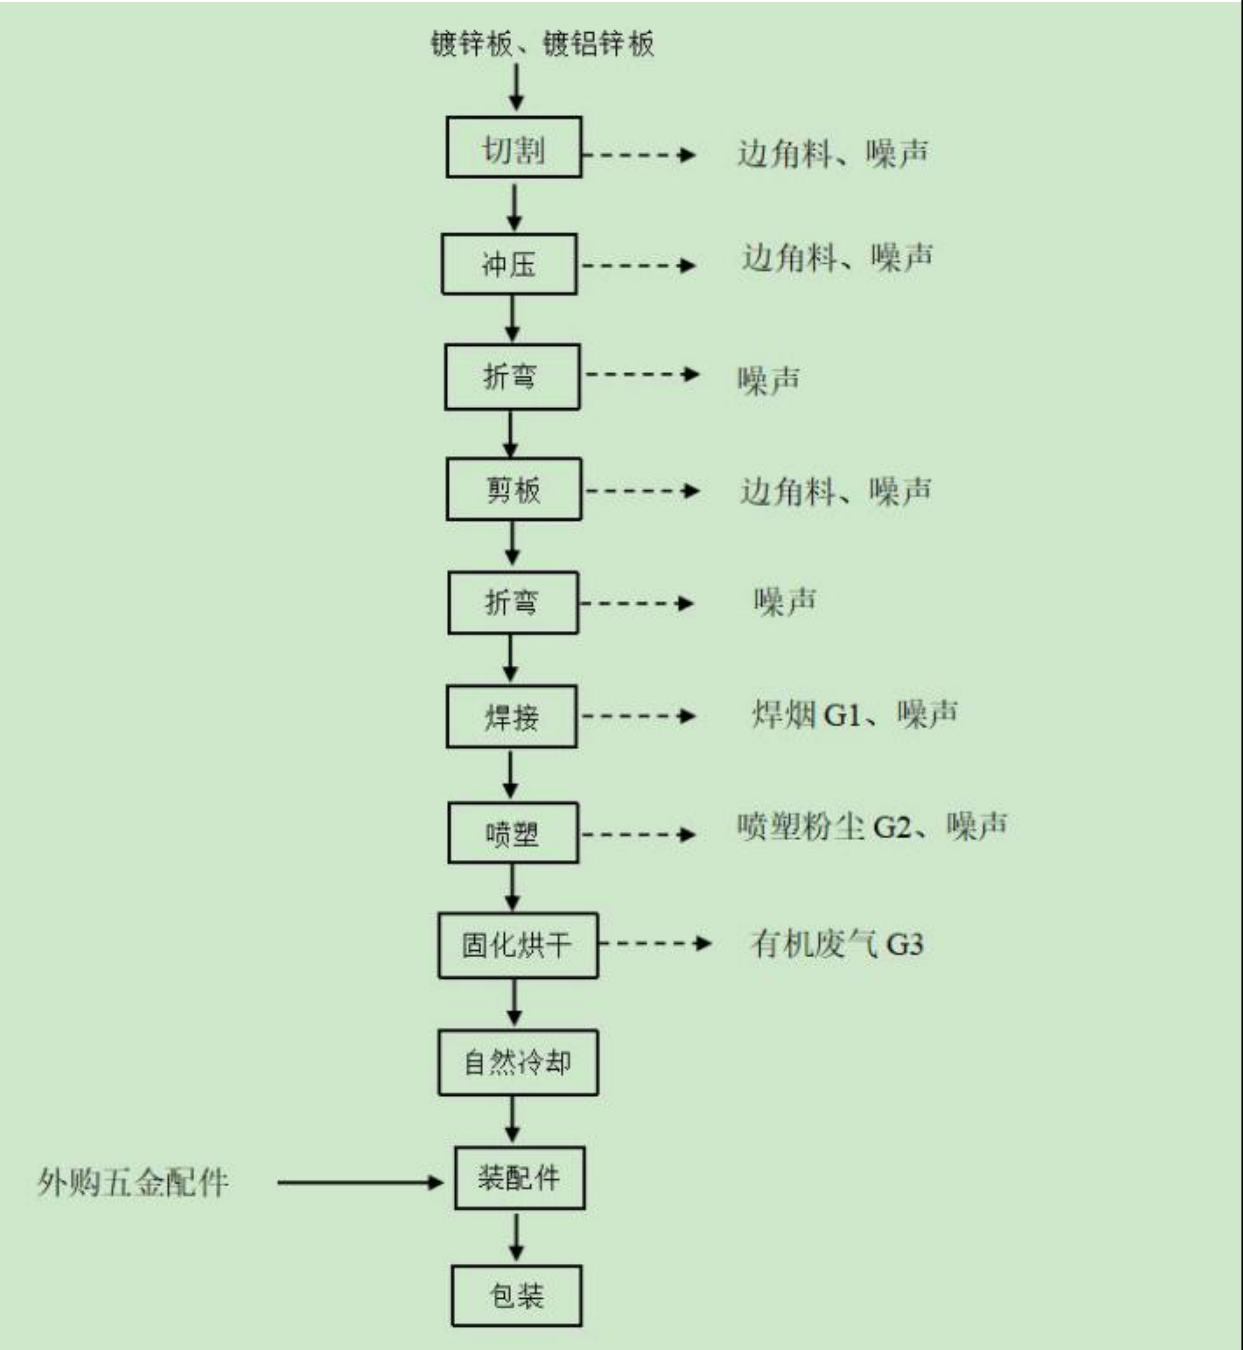 镀锌板、镀铝锌板
切割
边角料、噪声
冲压
边角料、噪声
折弯
噪声
剪板
边角料、噪声
折弯
噪声
焊接
焊烟 G1、噪声
喷塑
喷塑粉尘 G2、噪声
固化烘干
有机废气 G3
自然冷却
外购五金配件
装配件
包装